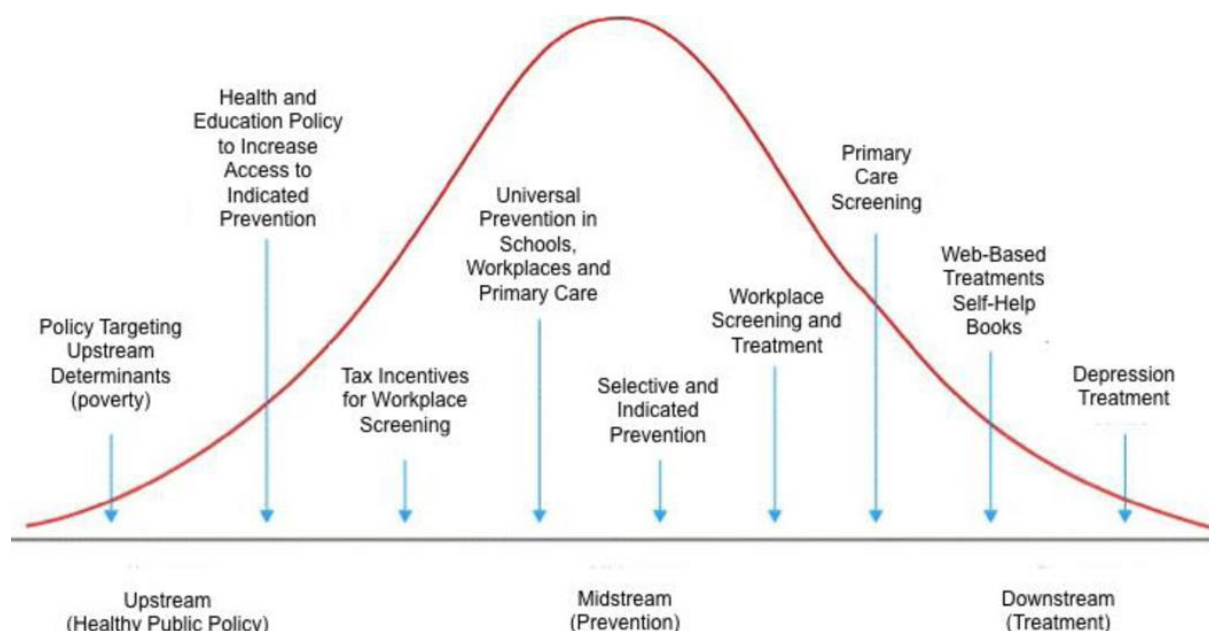 Health and
Education Policy
to Increase
Access to
Indicated
Prevention
Policy Targeting
Upstream
Determinants
(poverty)
Tax Incentives
for Workplace
Screening
Universal
Prevention in
Schools,
Workplaces and
Primary Care
Selective and
Indicated
Prevention
Workplace
Screening and
Treatment
Primary
Care
Screening
Web-Based
Treatments
Self-Help
Books
Depression
Treatment
Upstream
(Healthy Public Policy)
Midstream
(Prevention)
Downstream
(Treatment)